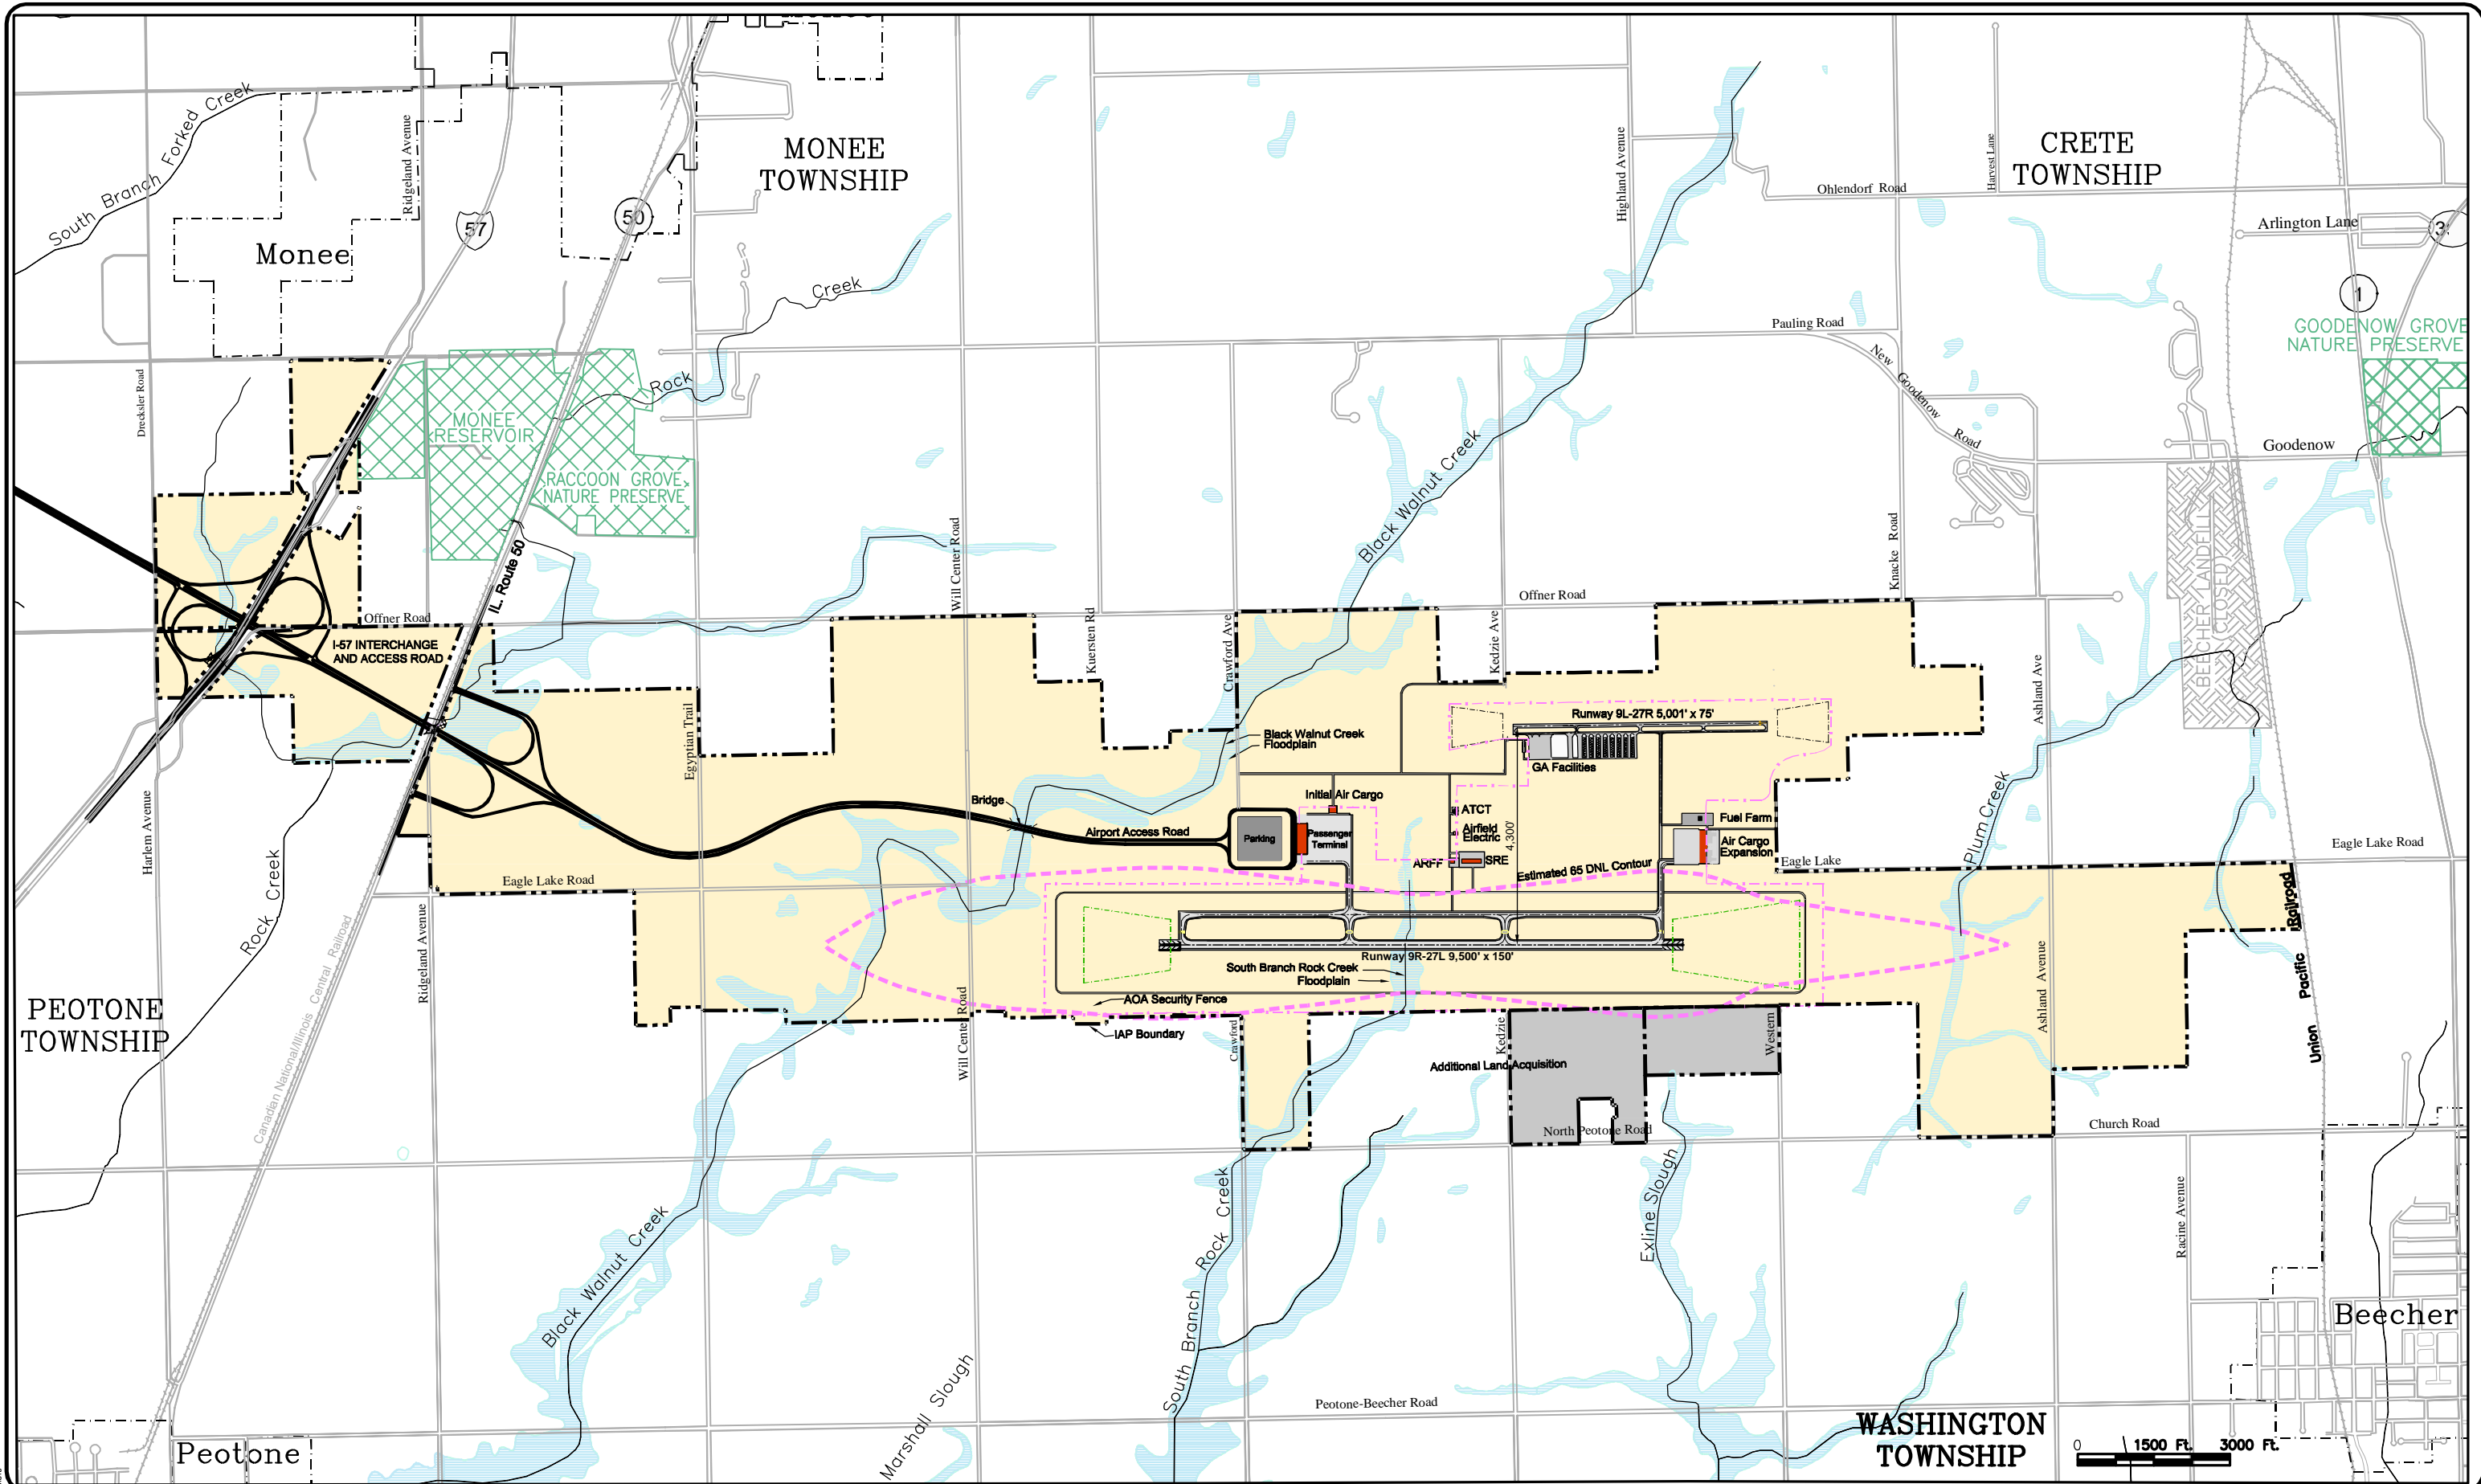 South Branch Forked Creek
Ridgeland Avenue
57
50
MONEE
TOWNSHIP
Monee
Creek
Rock
Highland Avenue
Ohlendorf Road
Harvest Lane
CRETE
TOWNSHIP
Arlington Lane
1
GOODENOW GROVE
NATURE PRESERVE
Pauling Road
New Goodenow Road
Goodenow
Drecksler Road
MONEE
RESERVOIR
RACCOON GROVE
NATURE PRESERVE
IL. Route 50
Black Walnut Creek
Will Center Road
Knacke Road
BEECHER LANDFILL
(CLOSED)
Offner Road
Offner Road
I-57 INTERCHANGE
AND ACCESS ROAD
Kuersten Rd
Crawford Ave
Kedzie Ave
Ashland Ave
Egyptian Trail
Runway 9L-27R 5,001' x 75'
Black Walnut Creek
Floodplain
GA Facilities
Bridge
Initial Air Cargo
ATCT
Airfield
Electric
4,300'
Fuel Farm
Plum Creek
Harlem Avenue
Airport Access Road
Parking
Passenger
Terminal
ARFF
SRE
Air Cargo
Expansion
Eagle Lake
Eagle Lake Road
Estimated 65 DNL Contour
Eagle Lake Road
Rock Creek
Ridgeland Avenue
Canadian National/Illinois Central Railroad
Runway 9R-27L 9,500' x 150'
South Branch Rock Creek
Floodplain
Union Pacific Railroad
Ashland Avenue
PEOTONE
TOWNSHIP
AOA Security Fence
IAP Boundary
Will Center Road
Crawford
Kedzie
Western
Additional Land Acquisition
North Peotone Road
Church Road
Black Walnut Creek
South Branch Rock Creek
Exline Slough
Racine Avenue
Beecher
Marshall Slough
Peotone-Beecher Road
Peotone
WASHINGTON
TOWNSHIP
0 1500 Ft. 3000 Ft.